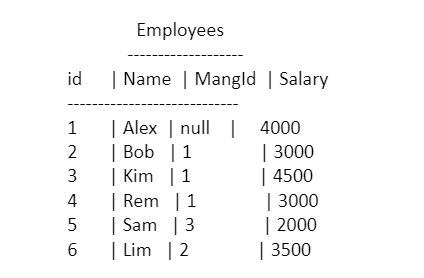 Employees
-------------------
id | Name | MangId | Salary
----------------------------
1 | Alex | null | 4000
2 | Bob | 1 | 3000
3 | Kim | 1 | 4500
4 | Rem | 1 | 3000
5 | Sam | 3 | 2000
6 | Lim | 2 | 3500